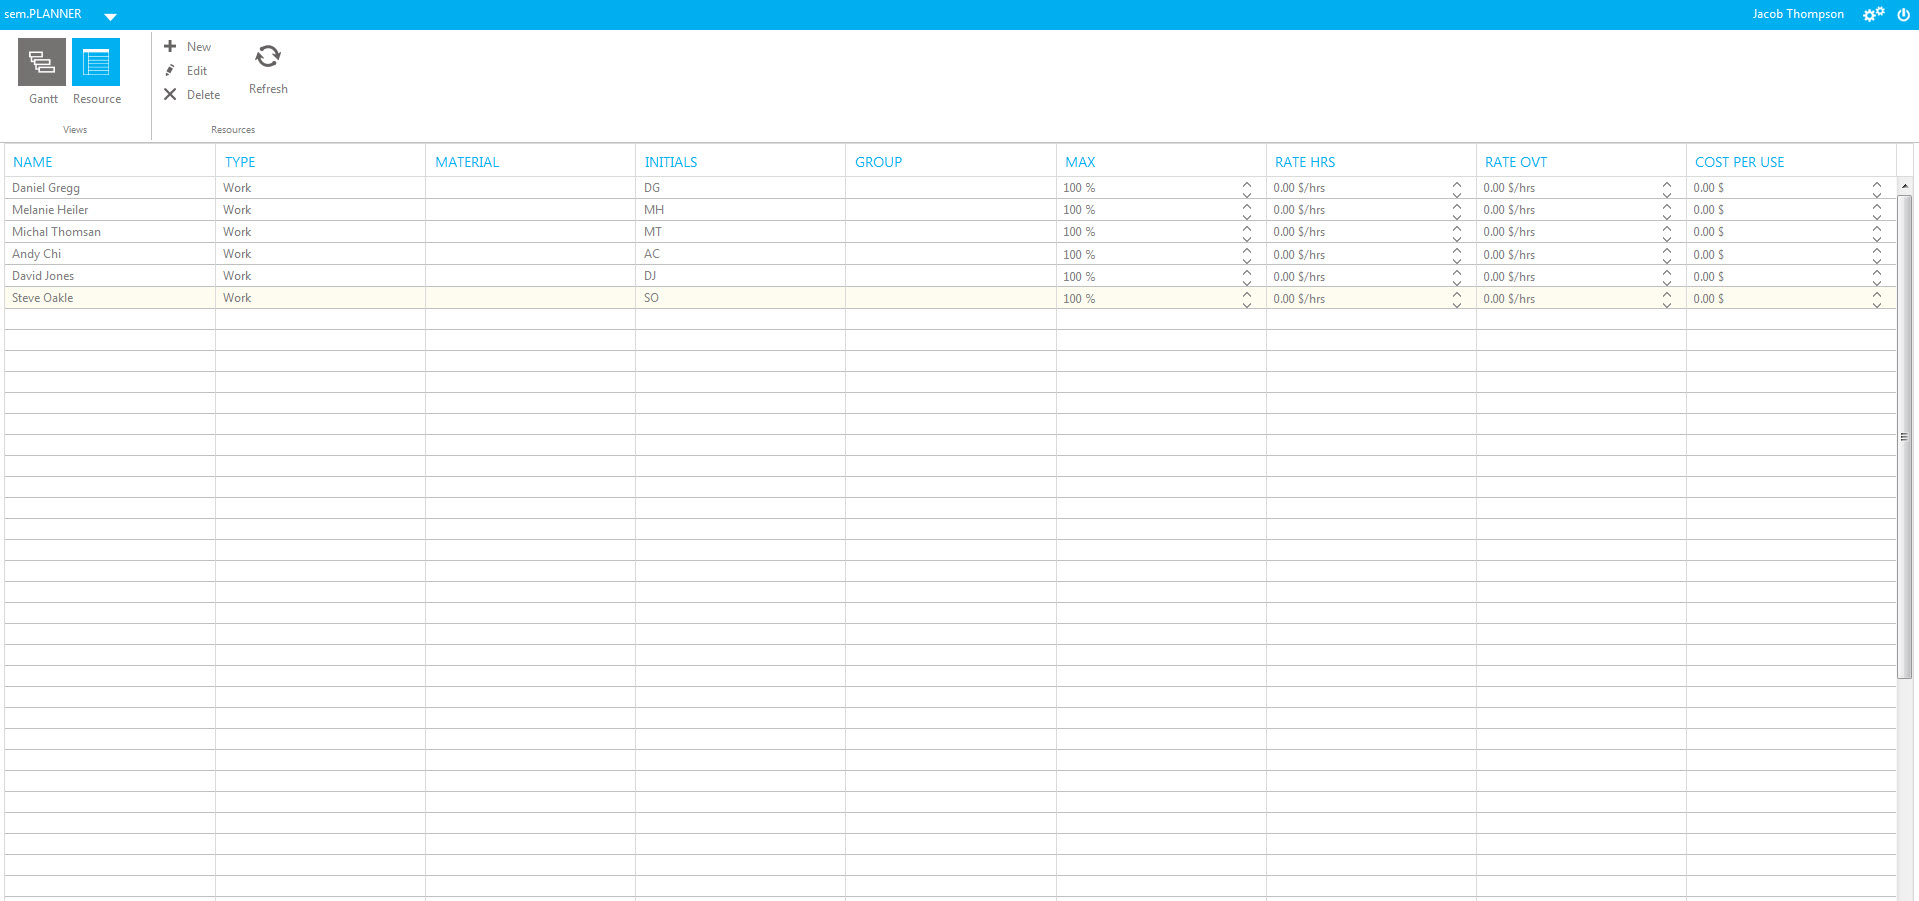 sem.PLANNER Jacob Thompson
New
Edit
Delete
Refresh
Gantt Resource
Views Resources
NAME TYPE MATERIAL INITIALS GROUP MAX RATE HRS RATE OVT COST PER USE
Daniel Gregg Work DG 100 % 0.00 $/hrs 0.00 $/hrs 0.00 $
Melanie Heiler Work MH 100 % 0.00 $/hrs 0.00 $/hrs 0.00 $
Michal Thomsan Work MT 100 % 0.00 $/hrs 0.00 $/hrs 0.00 $
Andy Chi Work AC 100 % 0.00 $/hrs 0.00 $/hrs 0.00 $
David Jones Work DJ 100 % 0.00 $/hrs 0.00 $/hrs 0.00 $
Steve Oakle Work SO 100 % 0.00 $/hrs 0.00 $/hrs 0.00 $